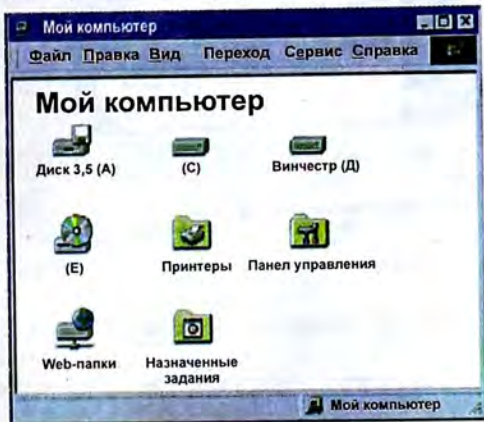 Мой компьютер
Файл Правка Вид Переход Сервис Справка
Мой компьютер
Диск 3,5 (А) (С) Винчестр (Д)
(Е) Принтеры Панел управления
Web-папки Назначенные
задания
Мой компьютер